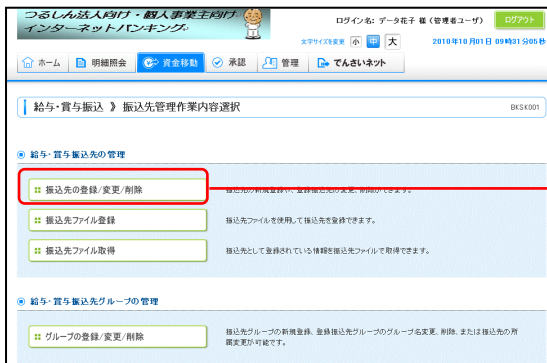 つるしん法人向け・個人事業主向け
インターネットバンキング
ログイン名: データ花子 様 (管理者ユーザ)
ログアウト
文字サイズを変更 小 中 大
2010年10月01日 09時31分05秒
ホーム 明細照会 資金移動 承認 管理 でんさいネット
給与・賞与振込 》 振込先管理作業内容選択
BKSK001
給与・賞与振込先の管理
振込先の登録/変更/削除
振込先の新規登録や、登録振込先の変更、削除ができます。
振込先ファイル登録
振込先ファイルを使用して振込先を登録できます。
振込先ファイル取得
振込先として登録されている情報を振込先ファイルで取得できます。
給与・賞与振込先グループの管理
グループの登録/変更/削除
振込先グループの新規登録、登録振込先グループのグループ名変更、削除、または振込先の所
属変更が可能です。